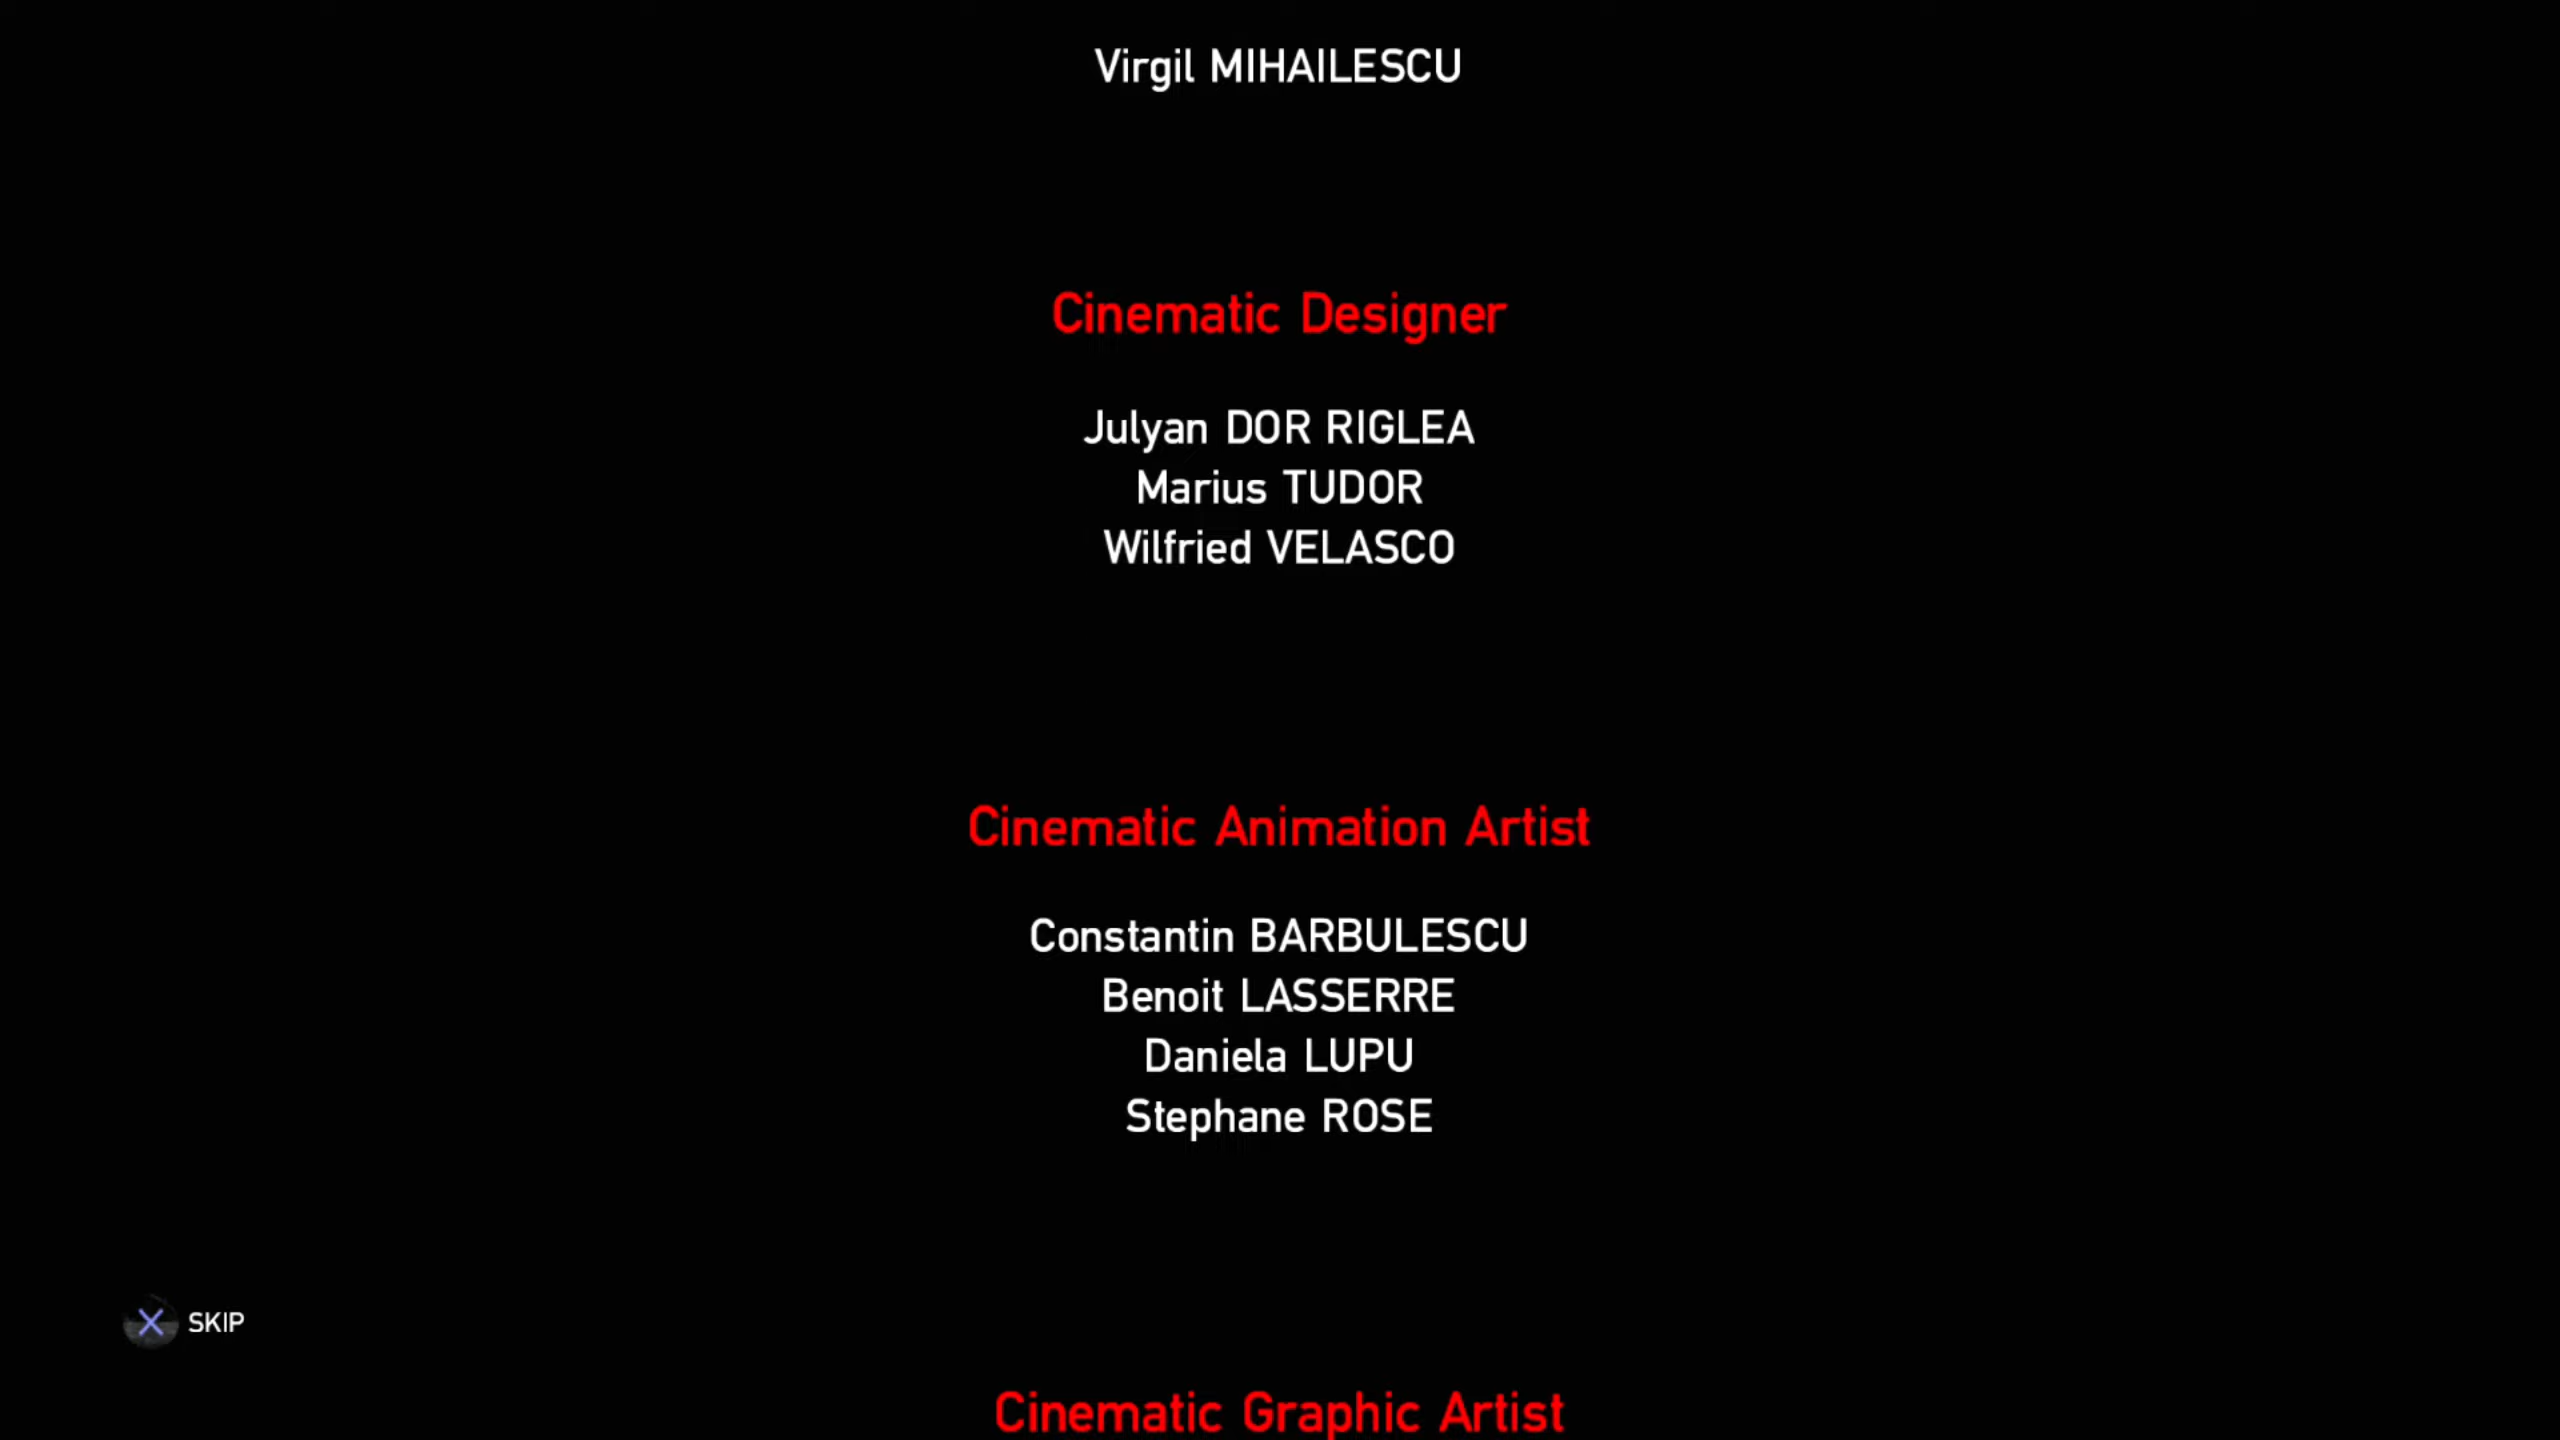 Virgil MIHAILESCU
Cinematic Designer
Julyan DOR RIGLEA
Marius TUDOR
Wilfried VELASCO
Cinematic Animation Artist
Constantin BARBULESCU
Benoit LASSERRE
Daniela LUPU
Stephane ROSE
SKIP
Cinematic Graphic Artist